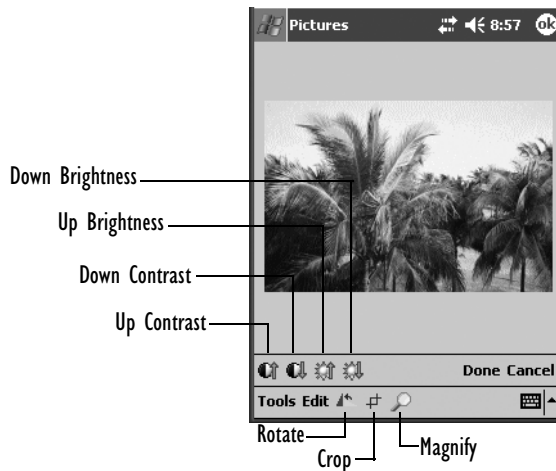 Pictures 8:57 ok
Down Brightness
Up Brightness
Down Contrast
Up Contrast
Done Cancel
Tools Edit
Rotate
Crop
Magnify